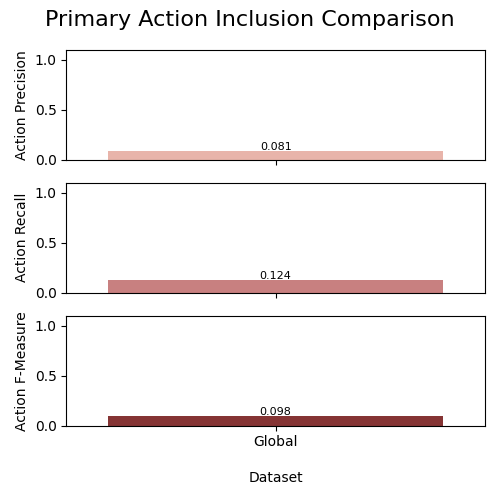 Primary Action Inclusion Comparison
Action Precision
1.0
0.5
0.0
0.081
Action Recall
1.0
0.5
0.0
0.124
Action F-Measure
1.0
0.5
0.0
0.098
Global
Dataset